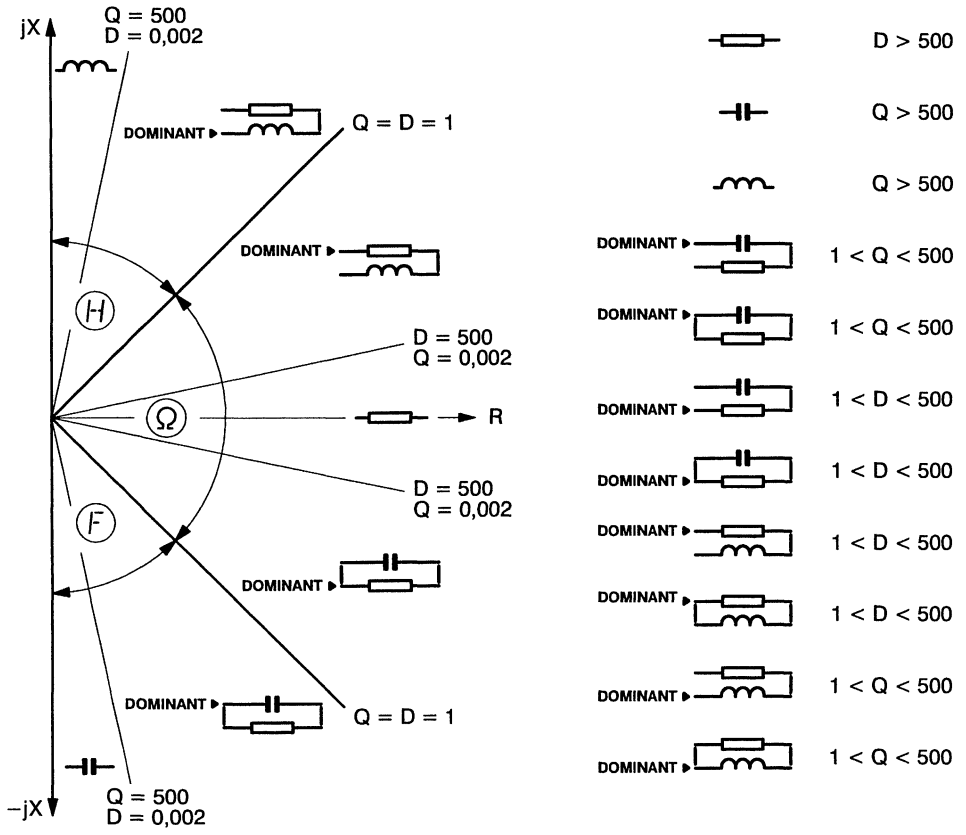 jX
Q = 500
D = 0,002
DOMINANT
Q = D = 1
DOMINANT
H
D = 500
Q = 0,002
Ω
R
D = 500
Q = 0,002
F
DOMINANT
DOMINANT
Q = D = 1
-jX
Q = 500
D = 0,002
D > 500
Q > 500
Q > 500
DOMINANT 1 < Q < 500
DOMINANT 1 < Q < 500
DOMINANT 1 < D < 500
DOMINANT 1 < D < 500
DOMINANT 1 < D < 500
DOMINANT 1 < D < 500
DOMINANT 1 < Q < 500
DOMINANT 1 < Q < 500